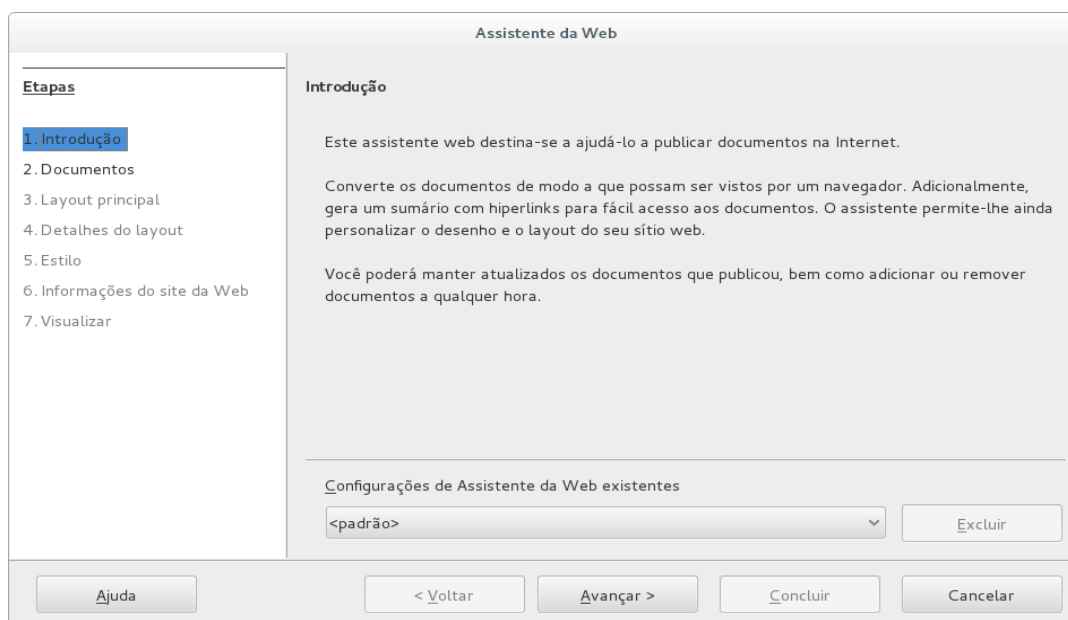 Assistente da Web
Etapas
1. Introdução
2. Documentos
3. Layout principal
4. Detalhes do layout
5. Estilo
6. Informações do site da Web
7. Visualizar
Introdução
Este assistente web destina-se a ajudá-lo a publicar documentos na Internet.
Converte os documentos de modo a que possam ser vistos por um navegador. Adicionalmente,
gera um sumário com hiperlinks para fácil acesso aos documentos. O assistente permite-lhe ainda
personalizar o desenho e o layout do seu sítio web.
Você poderá manter atualizados os documentos que publicou, bem como adicionar ou remover
documentos a qualquer hora.
Configurações de Assistente da Web existentes
<padrão>
Excluir
Ajuda
< Voltar
Avançar >
Concluir
Cancelar